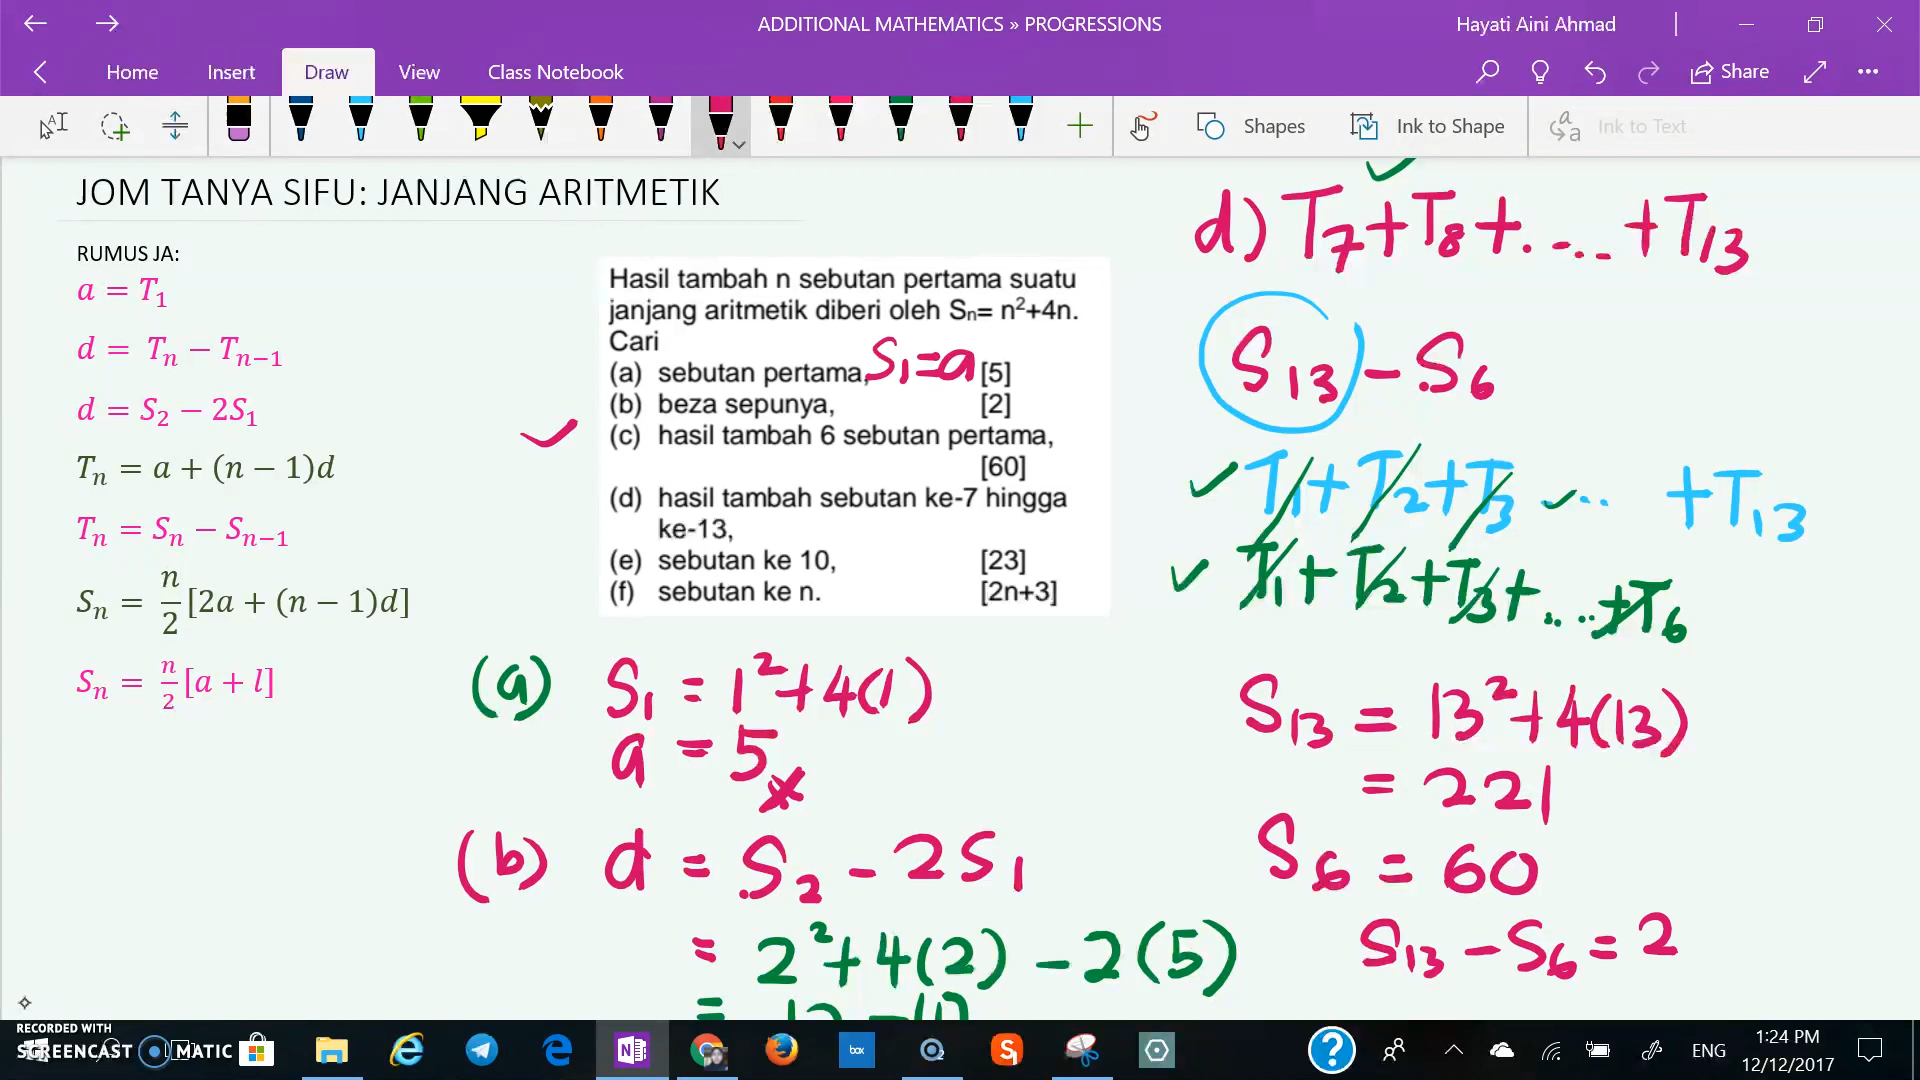 ADDITIONAL MATHEMATICS » PROGRESSIONS
Hayati Aini Ahmad
Home Insert Draw View Class Notebook
Share
Shapes
Ink to Shape
Ink to Text
JOM TANYA SIFU: JANJANG ARITMETIK
RUMUS JA:
a = T₁
d = Tₙ − Tₙ₋₁
d = S₂ − 2S₁
Tₙ = a + (n − 1)d
Tₙ = Sₙ − Sₙ₋₁
Sₙ = n/2 [2a + (n − 1)d]
Sₙ = n/2 [a + l]
Hasil tambah n sebutan pertama suatu
janjang aritmetik diberi oleh Sₙ= n²+4n.
Cari
(a) sebutan pertama, S₁=a [5]
(b) beza sepunya, [2]
(c) hasil tambah 6 sebutan pertama,
[60]
(d) hasil tambah sebutan ke-7 hingga
ke-13,
(e) sebutan ke 10, [23]
(f) sebutan ke n. [2n+3]
(a) S₁ = 1²+4(1)
a = 5
(b) d = S₂ − 2S₁
= 2²+4(2) − 2(5)
d) T₇+T₈+.... +T₁₃
S₁₃ − S₆
T₁+T₂+T₃ ... +T₁₃
T₁+T₂+T₃+....+T₆
S₁₃ = 13²+4(13)
= 221
S₆ = 60
S₁₃ − S₆ = 2
RECORDED WITH
SCREENCAST MATIC
box
ENG
1:24 PM
12/12/2017